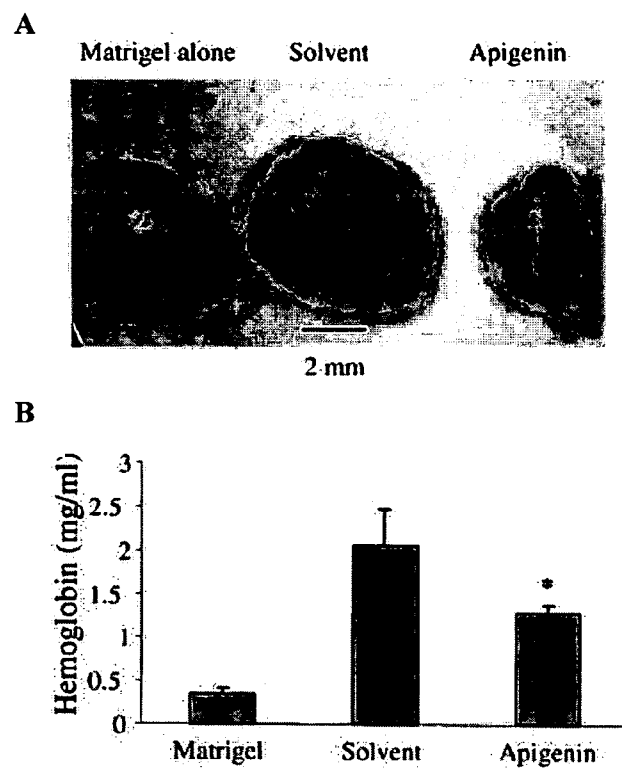 A
Matrigel alone Solvent Apigenin
2 mm
B
Hemoglobin (mg/ml)
3
2.5
2
1.5
1
0.5
0
*
Matrigel Solvent Apigenin